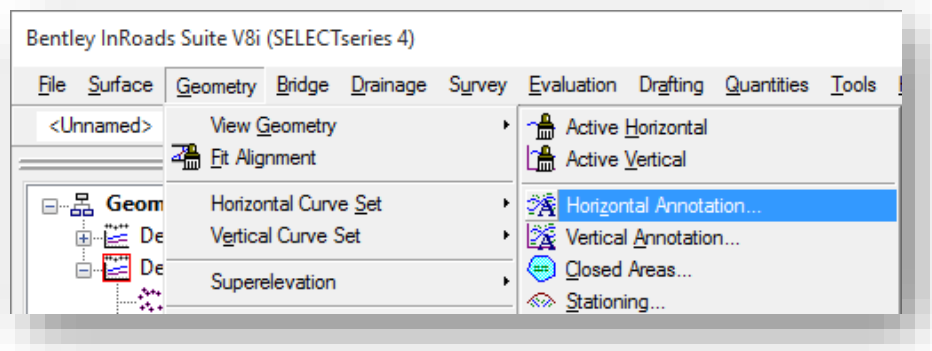 Bentley InRoads Suite V8i (SELECTseries 4)
File Surface Geometry Bridge Drainage Survey Evaluation Drafting Quantities Tools
<Unnamed>
View Geometry
Fit Alignment
Horizontal Curve Set
Vertical Curve Set
Superelevation
Active Horizontal
Active Vertical
Horizontal Annotation...
Vertical Annotation...
Closed Areas...
Stationing...
Geom
De
De